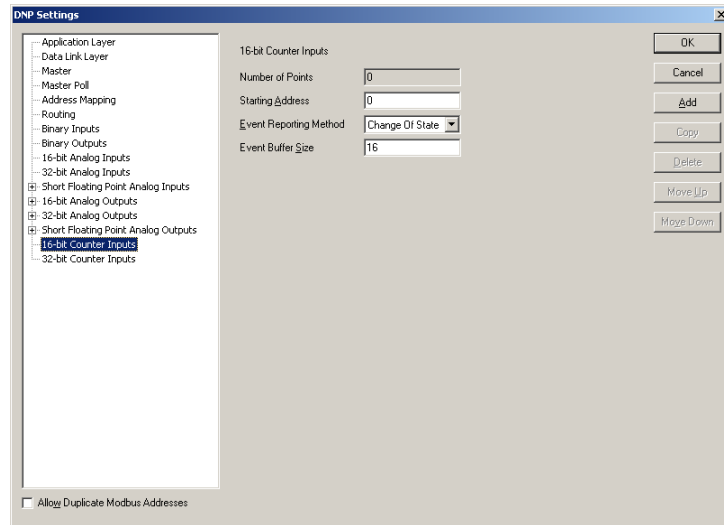 DNP Settings
Application Layer
Data Link Layer
Master
Master Poll
Address Mapping
Routing
Binary Inputs
Binary Outputs
16-bit Analog Inputs
32-bit Analog Inputs
Short Floating Point Analog Inputs
16-bit Analog Outputs
32-bit Analog Outputs
Short Floating Point Analog Outputs
16-bit Counter Inputs
32-bit Counter Inputs
Allow Duplicate Modbus Addresses
16-bit Counter Inputs
Number of Points 0
Starting Address 0
Event Reporting Method Change Of State
Event Buffer Size 16
OK
Cancel
Add
Copy
Delete
Move Up
Move Down